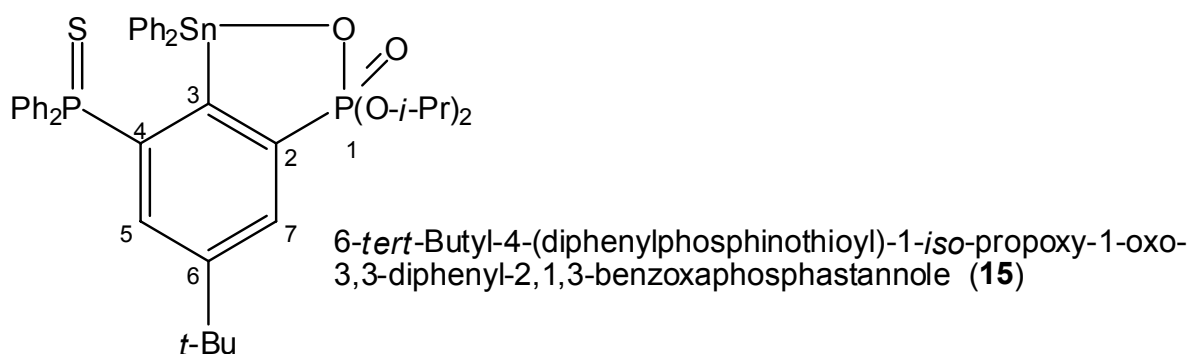 S
Ph2Sn
O
O
Ph2P
P(O-i-Pr)2
3
4
1
2
5
7
6
t-Bu
6-tert-Butyl-4-(diphenylphosphinothioyl)-1-iso-propoxy-1-oxo-
3,3-diphenyl-2,1,3-benzoxaphosphastannole (15)